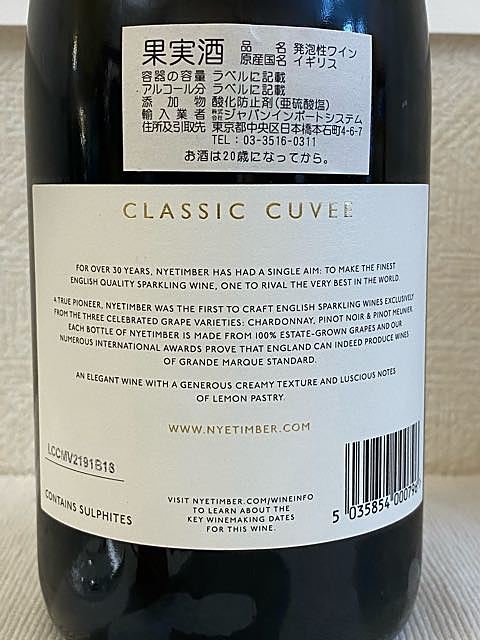 果実酒 品名 発泡性ワイン
原産国名 イギリス
容器の容量 ラベルに記載
アルコール分 ラベルに記載
添加物 酸化防止剤(亜硫酸塩)
輸入業者 株式会社ジャパンインポートシステム
住所及引取先 東京都中央区日本橋本石町4-6-7
TEL:03-3516-0311
お酒は20歳になってから。
CLASSIC CUVEE
FOR OVER 30 YEARS, NYETIMBER HAS HAD A SINGLE AIM: TO MAKE THE FINEST
ENGLISH QUALITY SPARKLING WINE, ONE TO RIVAL THE VERY BEST IN THE WORLD.
A TRUE PIONEER, NYETIMBER WAS THE FIRST TO CRAFT ENGLISH SPARKLING WINES EXCLUSIVELY
FROM THE THREE CELEBRATED GRAPE VARIETIES: CHARDONNAY, PINOT NOIR & PINOT MEUNIER.
EACH BOTTLE OF NYETIMBER IS MADE FROM 100% ESTATE-GROWN GRAPES AND OUR
NUMEROUS INTERNATIONAL AWARDS PROVE THAT ENGLAND CAN INDEED PRODUCE WINES
OF GRANDE MARQUE STANDARD.
AN ELEGANT WINE WITH A GENEROUS CREAMY TEXTURE AND LUSCIOUS NOTES
OF LEMON PASTRY.
WWW.NYETIMBER.COM
LCCMV2191B13
CONTAINS SULPHITES
VISIT NYETIMBER.COM/WINEINFO
TO LEARN ABOUT THE
KEY WINEMAKING DATES
FOR THIS WINE.
5 035854 000796